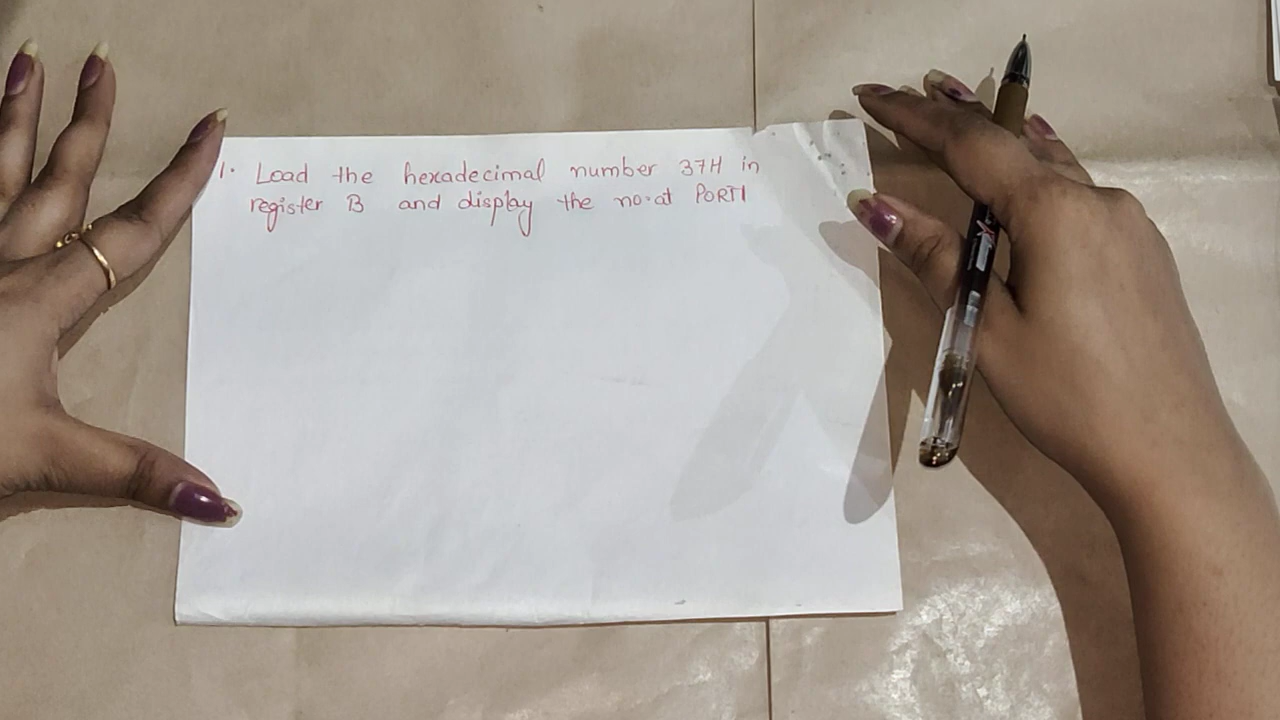 1. Load the hexadecimal number 37H in
register B and display the no. at PORT1